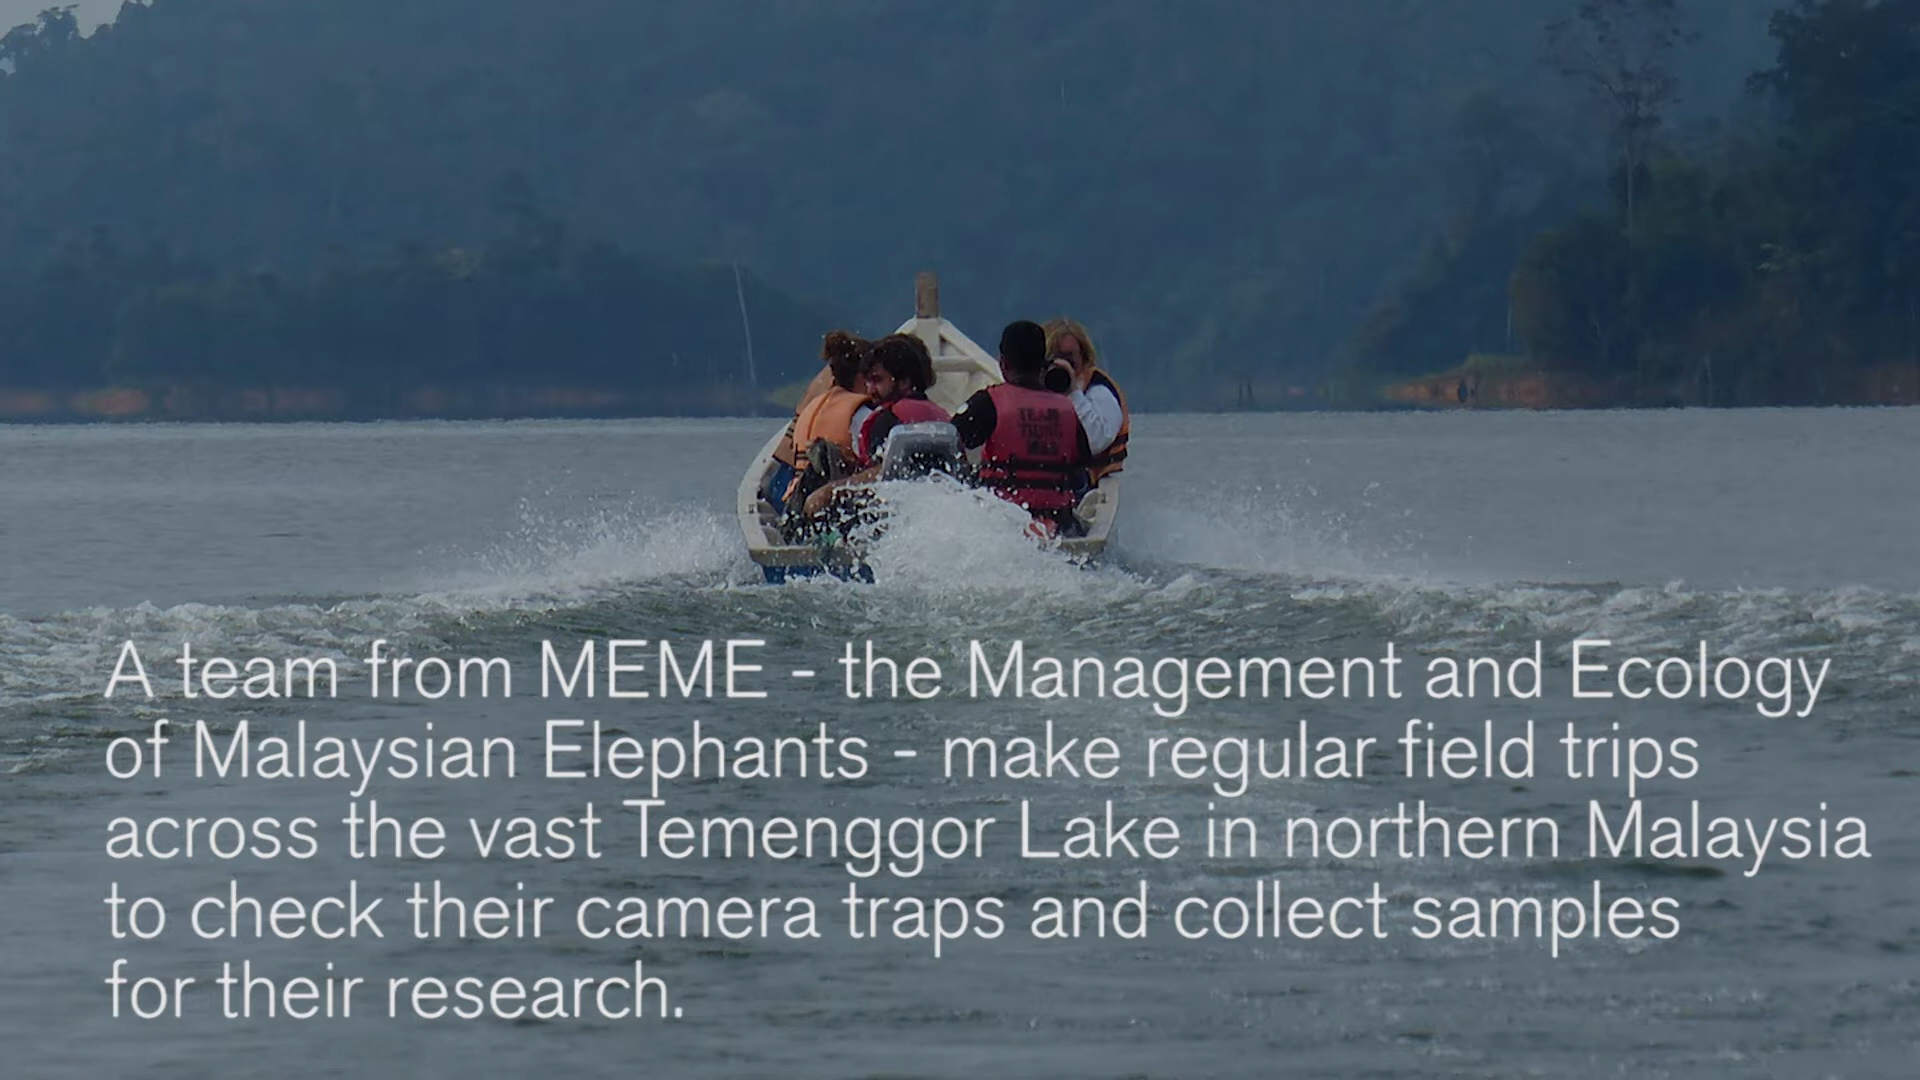 TEAM
A team from MEME - the Management and Ecology
of Malaysian Elephants - make regular field trips
across the vast Temenggor Lake in northern Malaysia
to check their camera traps and collect samples
for their research.